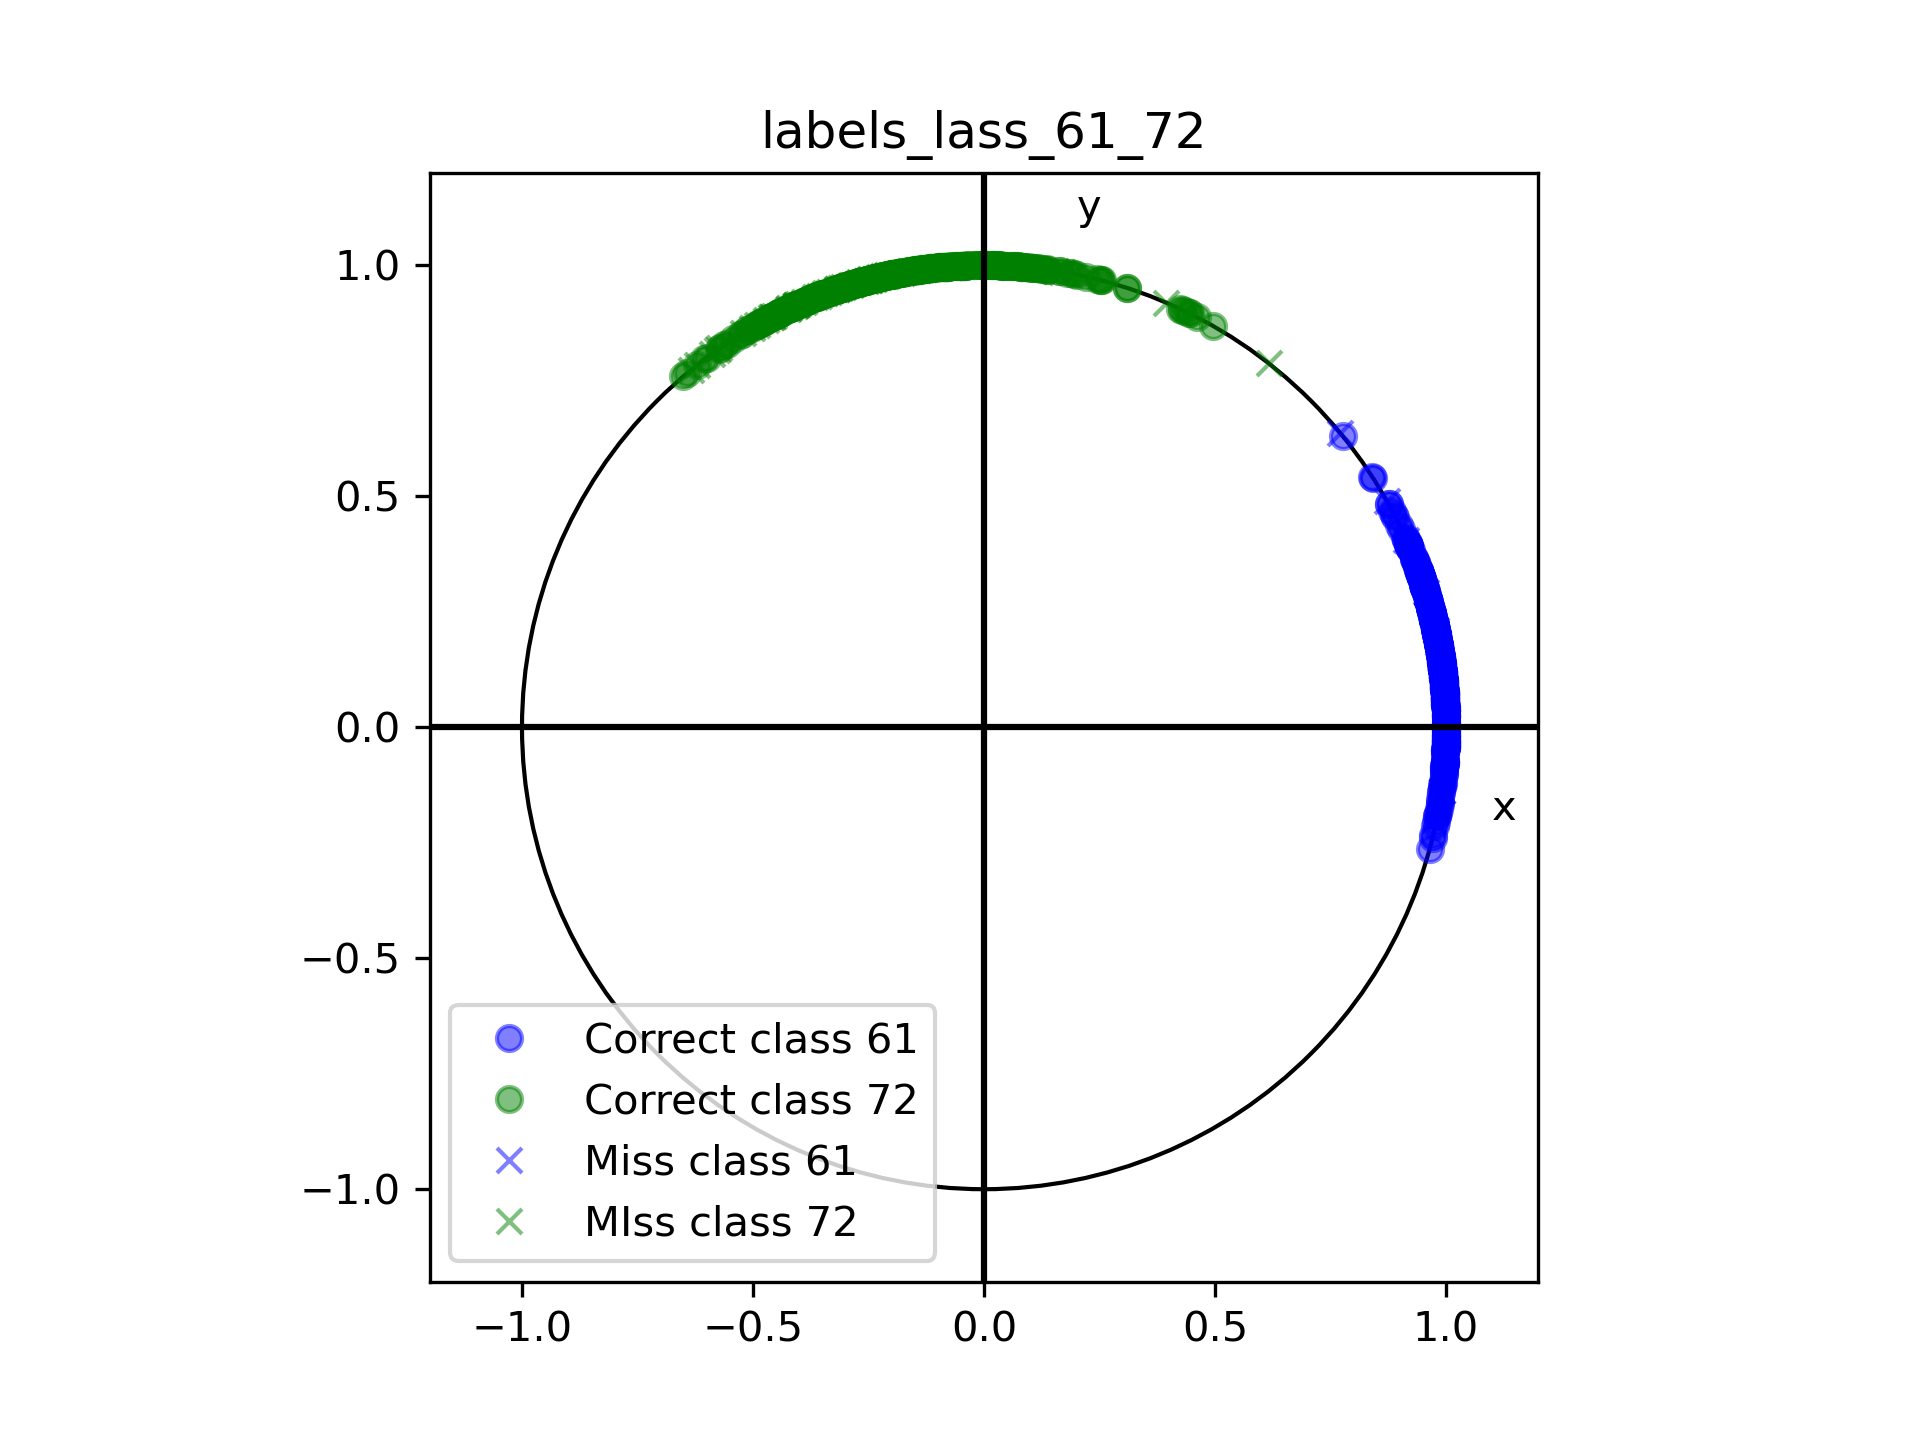 labels_lass_61_72
y
1.0
0.5
0.0
x
−0.5
−1.0
Correct class 61
Correct class 72
Miss class 61
MIss class 72
−1.0 −0.5 0.0 0.5 1.0